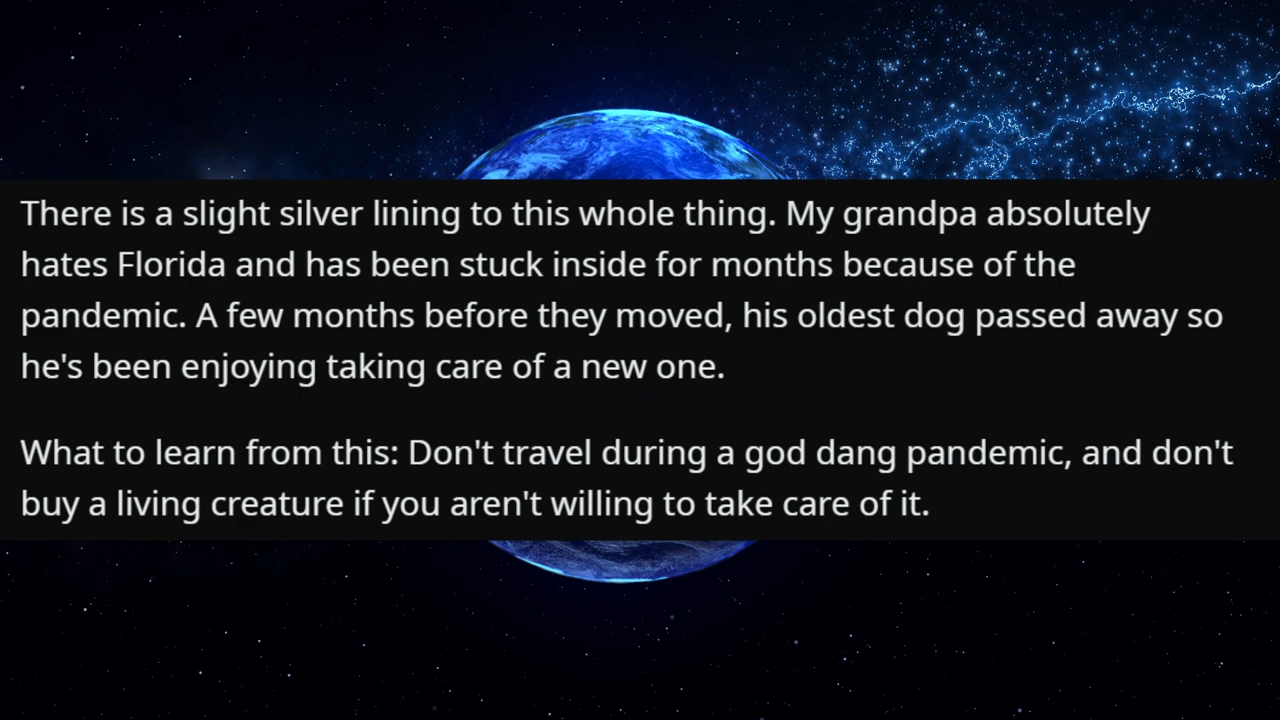 There is a slight silver lining to this whole thing. My grandpa absolutely
hates Florida and has been stuck inside for months because of the
pandemic. A few months before they moved, his oldest dog passed away so
he's been enjoying taking care of a new one.
What to learn from this: Don't travel during a god dang pandemic, and don't
buy a living creature if you aren't willing to take care of it.